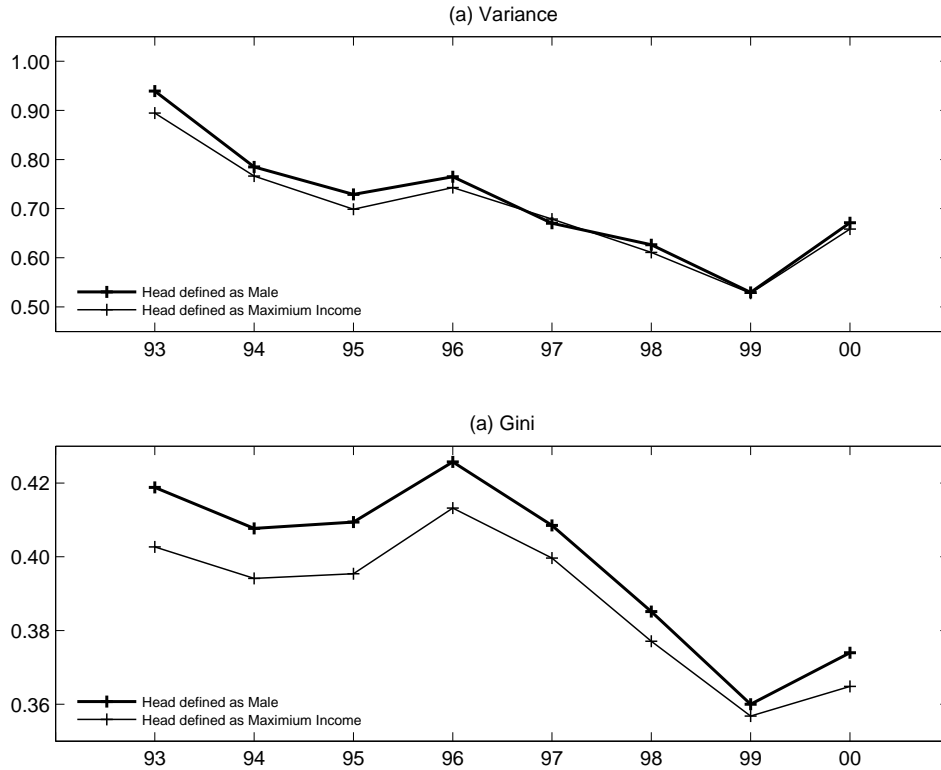 (a) Variance
1.00
0.90
0.80
0.70
0.60
0.50
Head defined as Male
Head defined as Maximium Income
93 94 95 96 97 98 99 00
(a) Gini
0.42
0.40
0.38
0.36
Head defined as Male
Head defined as Maximium Income
93 94 95 96 97 98 99 00